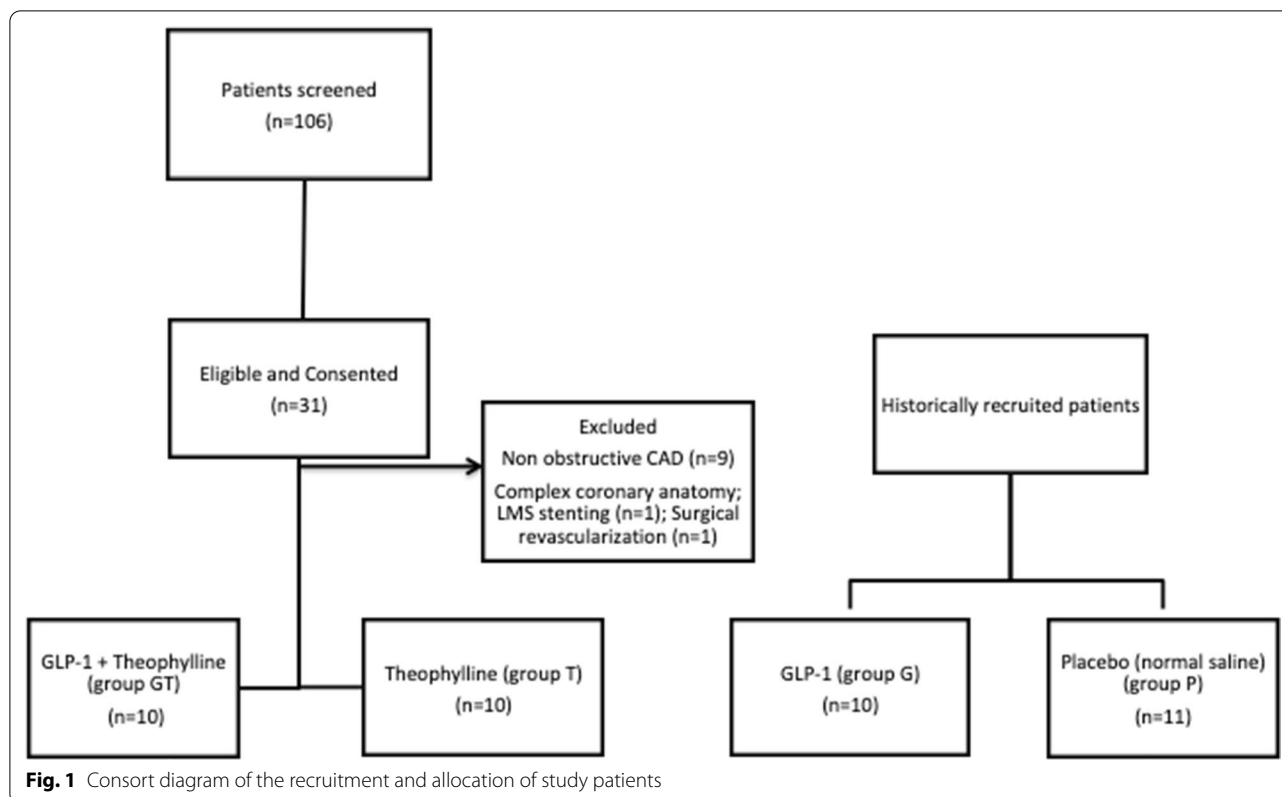 Patients screened
(n=106)
Eligible and Consented
(n=31)
Excluded
Non obstructive CAD (n=9)
Complex coronary anatomy;
LMS stenting (n=1); Surgical
revascularization (n=1)
Historically recruited patients
GLP-1 + Theophylline
(group GT)
(n=10)
Theophylline (group T)
(n=10)
GLP-1 (group G)
(n=10)
Placebo (normal saline)
(group P)
(n=11)
Fig. 1 Consort diagram of the recruitment and allocation of study patients